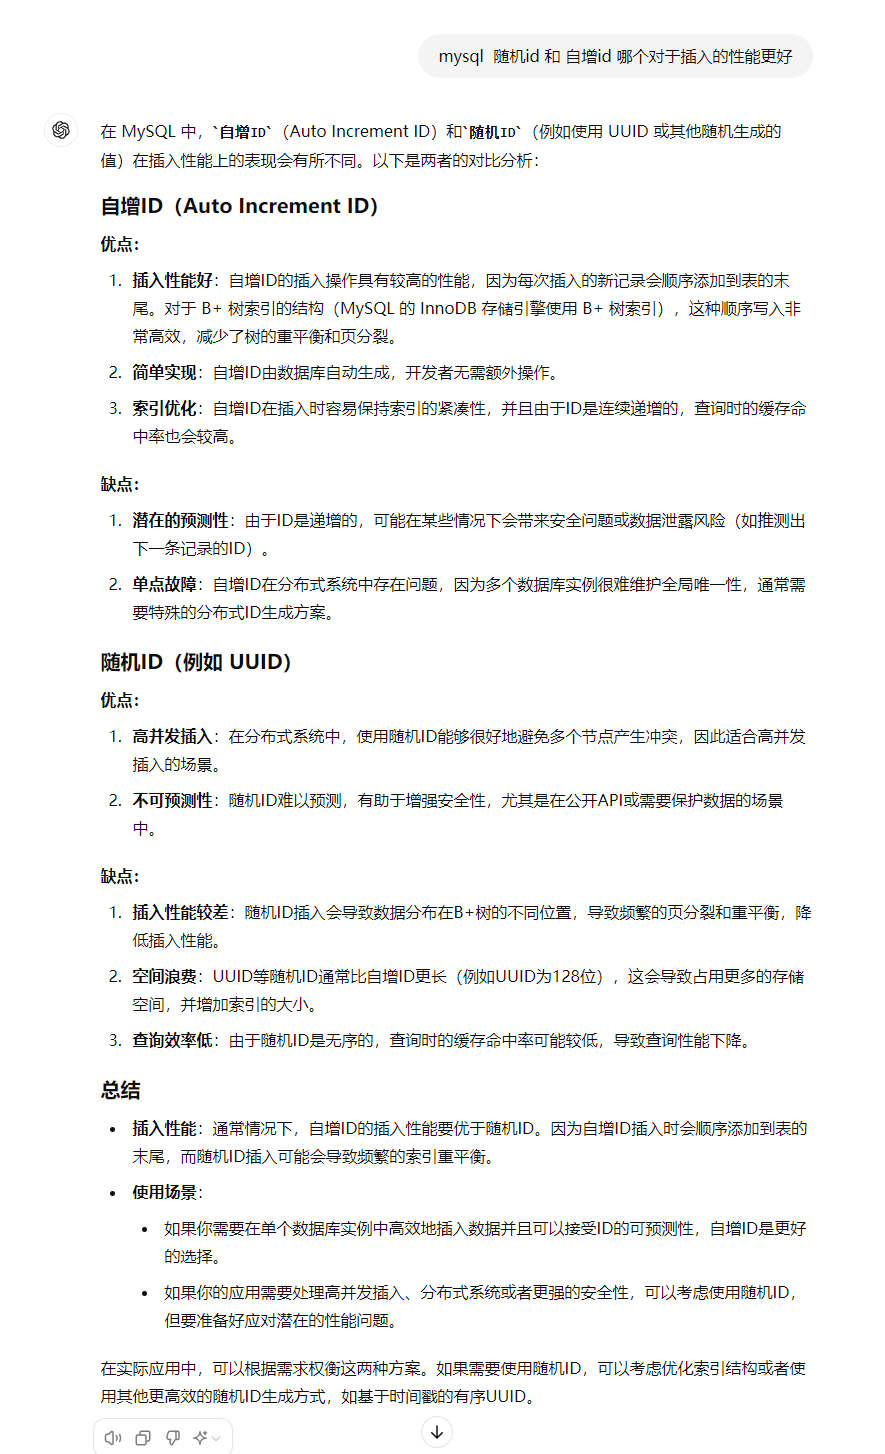 mysql  随机id 和 自增id 哪个对于插入的性能更好
在 MySQL 中，`自增ID`（Auto Increment ID）和`随机ID`（例如使用 UUID 或其他随机生成的
值）在插入性能上的表现会有所不同。以下是两者的对比分析：
自增ID（Auto Increment ID）
优点：
1. 插入性能好：自增ID的插入操作具有较高的性能，因为每次插入的新记录会顺序添加到表的末
尾。对于 B+ 树索引的结构（MySQL 的 InnoDB 存储引擎使用 B+ 树索引），这种顺序写入非
常高效，减少了树的重平衡和页分裂。
2. 简单实现：自增ID由数据库自动生成，开发者无需额外操作。
3. 索引优化：自增ID在插入时容易保持索引的紧凑性，并且由于ID是连续递增的，查询时的缓存命
中率也会较高。
缺点：
1. 潜在的预测性：由于ID是递增的，可能在某些情况下会带来安全问题或数据泄露风险（如推测出
下一条记录的ID）。
2. 单点故障：自增ID在分布式系统中存在问题，因为多个数据库实例很难维护全局唯一性，通常需
要特殊的分布式ID生成方案。
随机ID（例如 UUID）
优点：
1. 高并发插入：在分布式系统中，使用随机ID能够很好地避免多个节点产生冲突，因此适合高并发
插入的场景。
2. 不可预测性：随机ID难以预测，有助于增强安全性，尤其是在公开API或需要保护数据的场景
中。
缺点：
1. 插入性能较差：随机ID插入会导致数据分布在B+树的不同位置，导致频繁的页分裂和重平衡，降
低插入性能。
2. 空间浪费：UUID等随机ID通常比自增ID更长（例如UUID为128位），这会导致占用更多的存储
空间，并增加索引的大小。
3. 查询效率低：由于随机ID是无序的，查询时的缓存命中率可能较低，导致查询性能下降。
总结
• 插入性能：通常情况下，自增ID的插入性能要优于随机ID。因为自增ID插入时会顺序添加到表的
末尾，而随机ID插入可能会导致频繁的索引重平衡。
• 使用场景：
• 如果你需要在单个数据库实例中高效地插入数据并且可以接受ID的可预测性，自增ID是更好
的选择。
• 如果你的应用需要处理高并发插入、分布式系统或者更强的安全性，可以考虑使用随机ID，
但要准备好应对潜在的性能问题。
在实际应用中，可以根据需求权衡这两种方案。如果需要使用随机ID，可以考虑优化索引结构或者使
用其他更高效的随机ID生成方式，如基于时间戳的有序UUID。